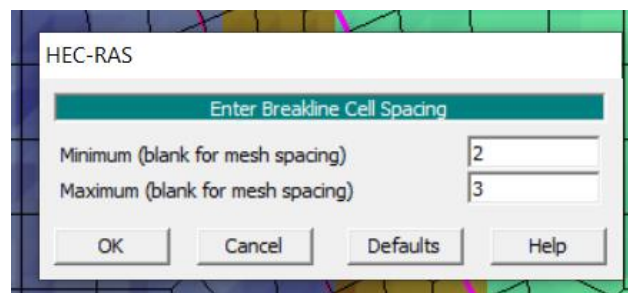 HEC-RAS
Enter Breakline Cell Spacing
Minimum (blank for mesh spacing) 2
Maximum (blank for mesh spacing) 3
OK Cancel Defaults Help